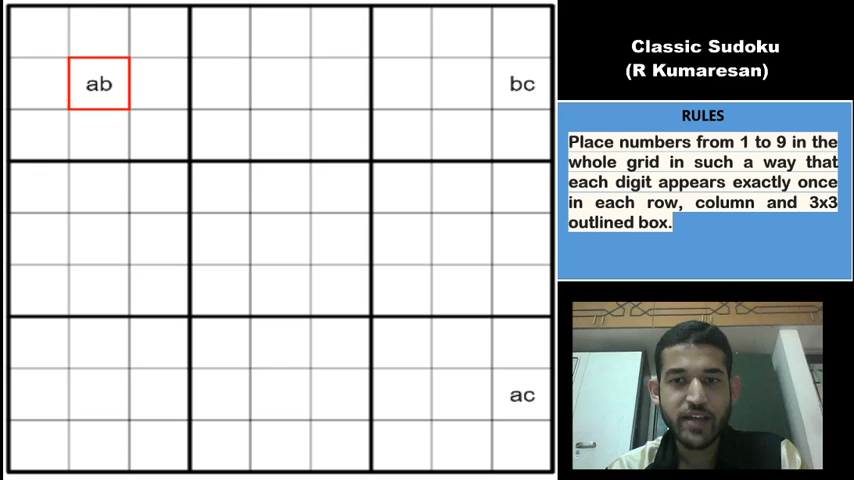 Classic Sudoku
(R Kumaresan)
ab
bc
RULES
Place numbers from 1 to 9 in the
whole grid in such a way that
each digit appears exactly once
in each row, column and 3x3
outlined box.
ac